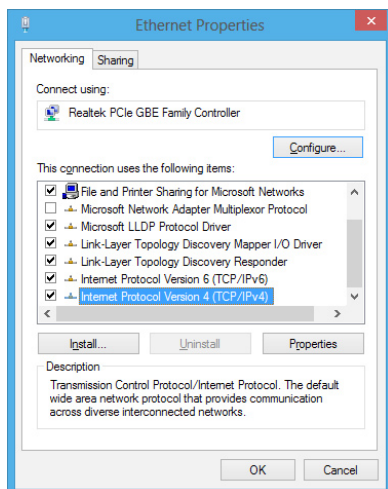 Ethernet Properties
Networking
Sharing
Connect using:
Realtek PCIe GBE Family Controller
Configure...
This connection uses the following items:
File and Printer Sharing for Microsoft Networks
Microsoft Network Adapter Multiplexor Protocol
Microsoft LLDP Protocol Driver
Link-Layer Topology Discovery Mapper I/O Driver
Link-Layer Topology Discovery Responder
Internet Protocol Version 6 (TCP/IPv6)
Internet Protocol Version 4 (TCP/IPv4)
Install...
Uninstall
Properties
Description
Transmission Control Protocol/Internet Protocol. The default
wide area network protocol that provides communication
across diverse interconnected networks.
OK
Cancel